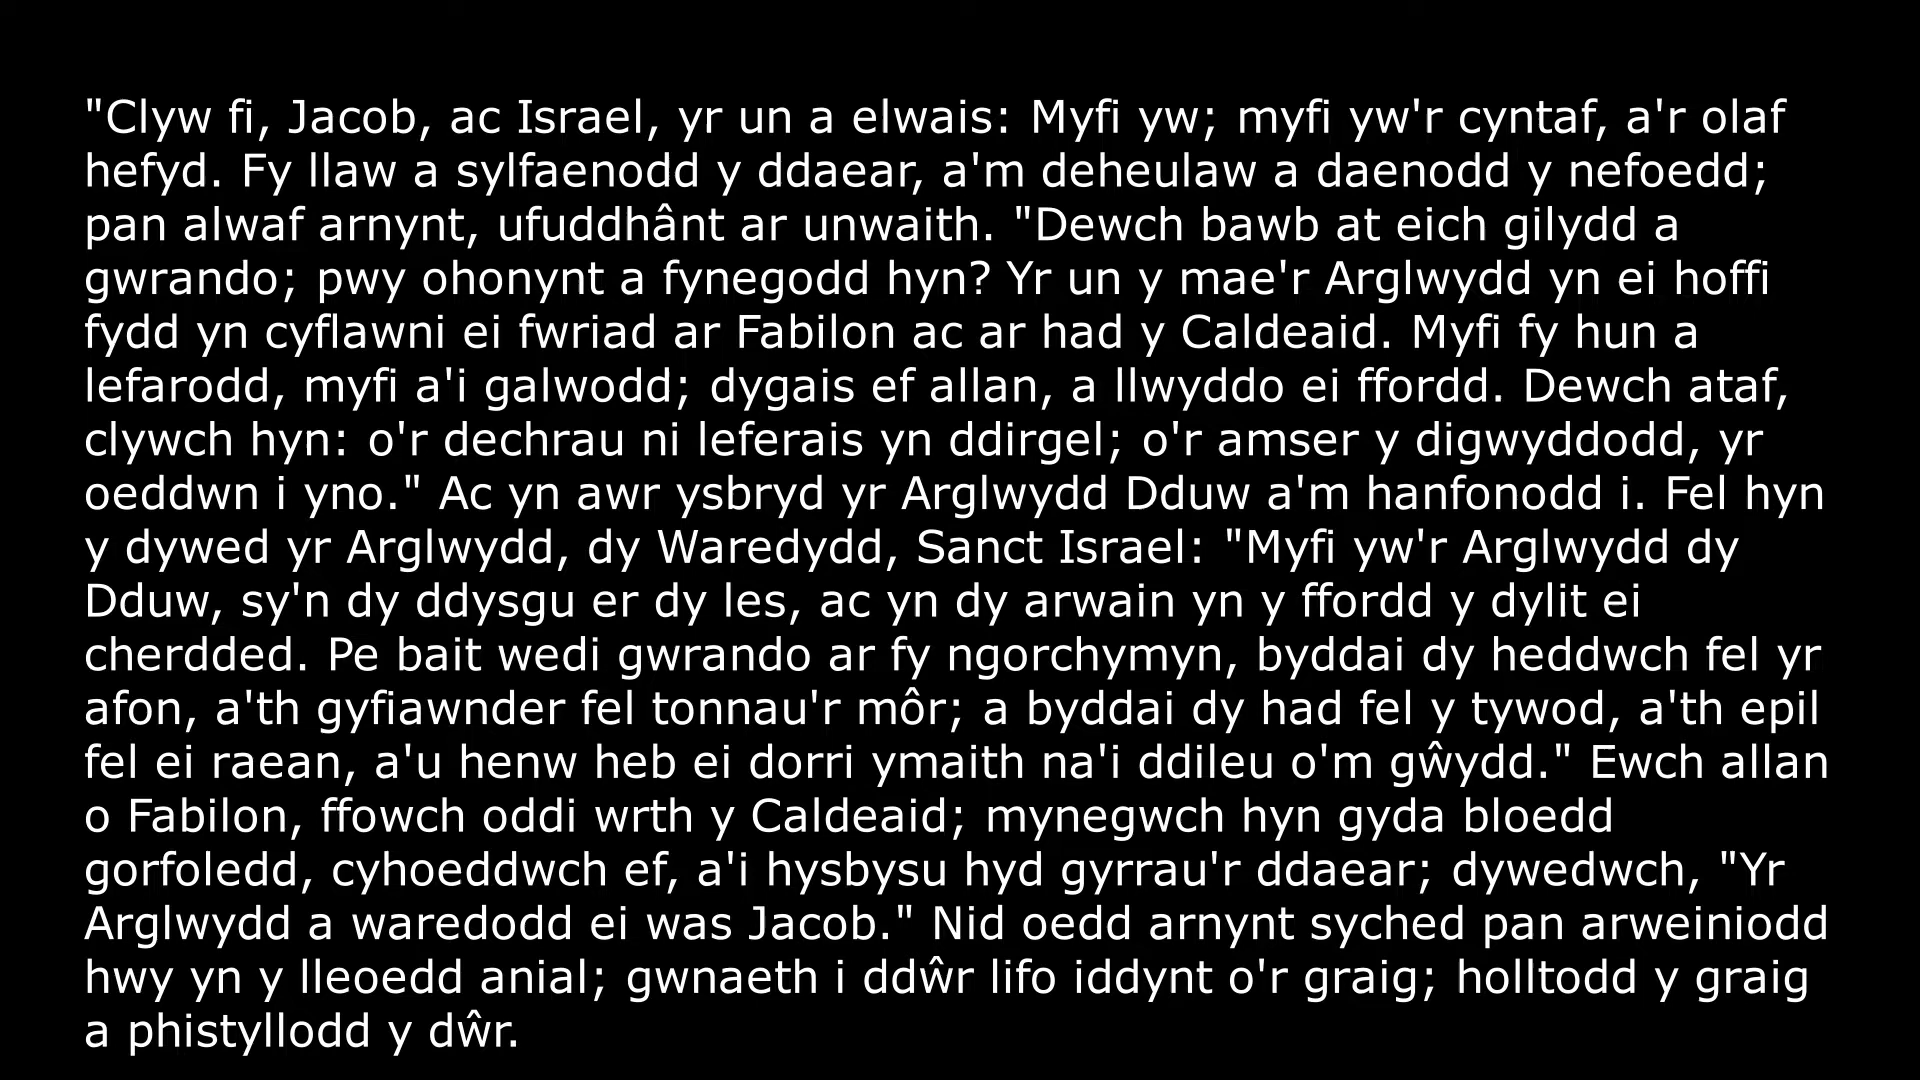 "Clyw fi, Jacob, ac Israel, yr un a elwais: Myfi yw; myfi yw'r cyntaf, a'r olaf
hefyd. Fy llaw a sylfaenodd y ddaear, a'm deheulaw a daenodd y nefoedd;
pan alwaf arnynt, ufuddhânt ar unwaith. "Dewch bawb at eich gilydd a
gwrando; pwy ohonynt a fynegodd hyn? Yr un y mae'r Arglwydd yn ei hoffi
fydd yn cyflawni ei fwriad ar Fabilon ac ar had y Caldeaid. Myfi fy hun a
lefarodd, myfi a'i galwodd; dygais ef allan, a llwyddo ei ffordd. Dewch ataf,
clywch hyn: o'r dechrau ni leferais yn ddirgel; o'r amser y digwyddodd, yr
oeddwn i yno." Ac yn awr ysbryd yr Arglwydd Dduw a'm hanfonodd i. Fel hyn
y dywed yr Arglwydd, dy Waredydd, Sanct Israel: "Myfi yw'r Arglwydd dy
Dduw, sy'n dy ddysgu er dy les, ac yn dy arwain yn y ffordd y dylit ei
cherdded. Pe bait wedi gwrando ar fy ngorchymyn, byddai dy heddwch fel yr
afon, a'th gyfiawnder fel tonnau'r môr; a byddai dy had fel y tywod, a'th epil
fel ei raean, a'u henw heb ei dorri ymaith na'i ddileu o'm gŵydd." Ewch allan
o Fabilon, ffowch oddi wrth y Caldeaid; mynegwch hyn gyda bloedd
gorfoledd, cyhoeddwch ef, a'i hysbysu hyd gyrrau'r ddaear; dywedwch, "Yr
Arglwydd a waredodd ei was Jacob." Nid oedd arnynt syched pan arweiniodd
hwy yn y lleoedd anial; gwnaeth i ddŵr lifo iddynt o'r graig; holltodd y graig
a phistyllodd y dŵr.